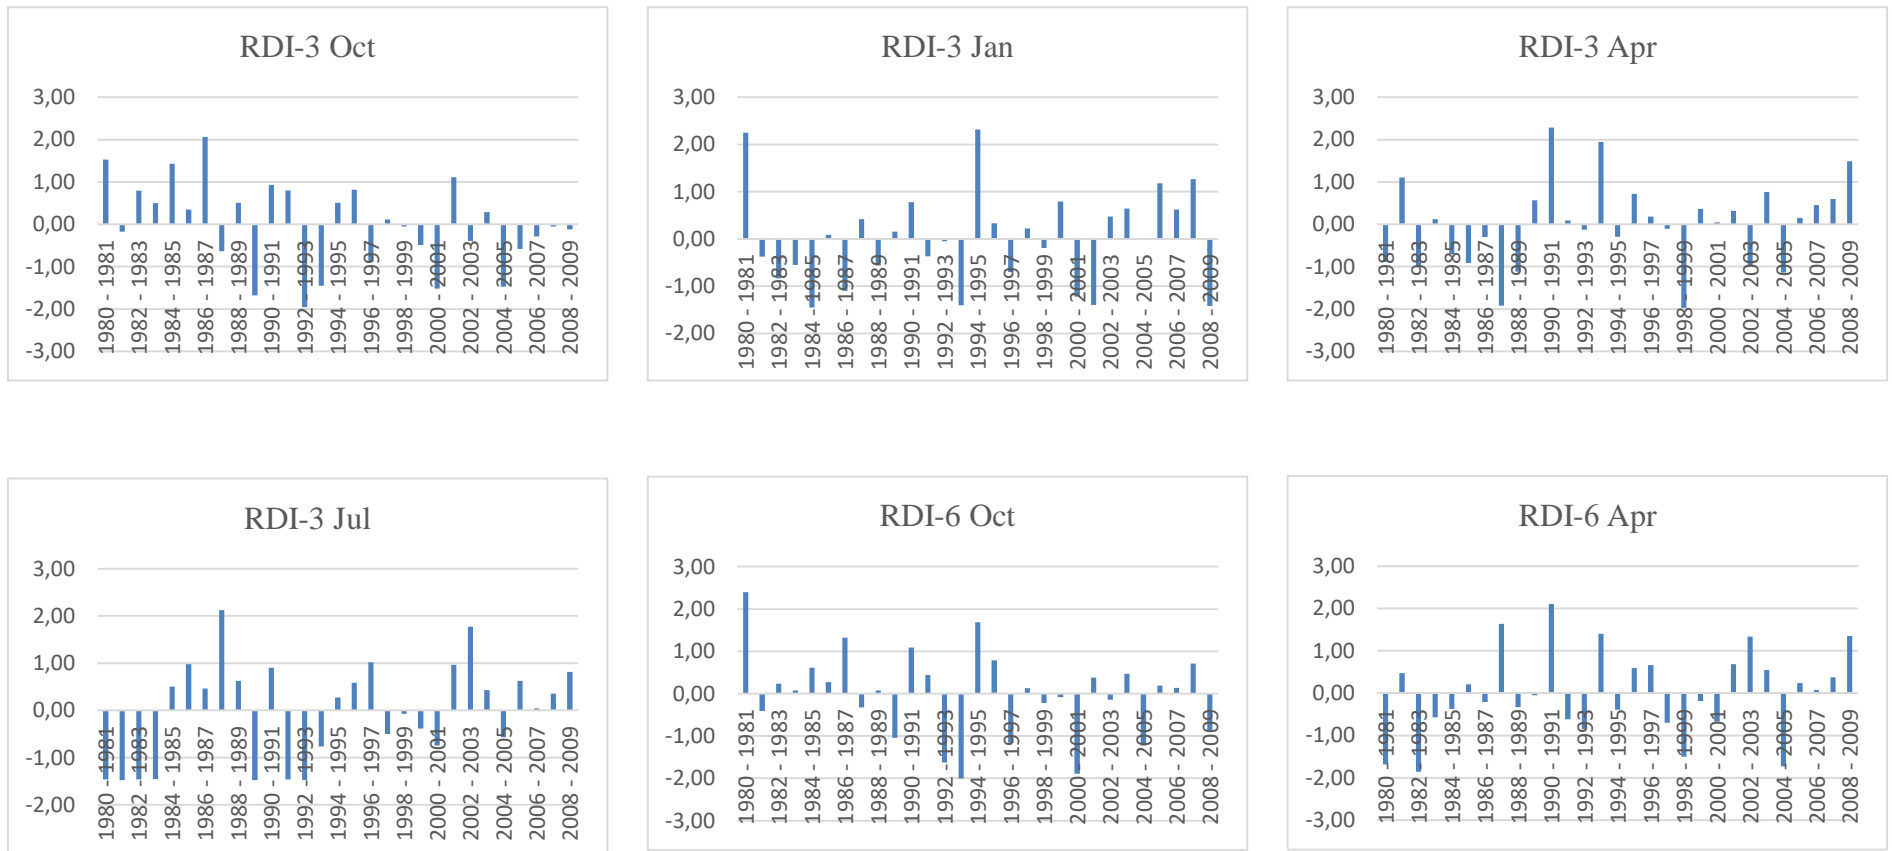 RDI-3 Oct
3,00
2,00
1,00
0,00
-1,00
-2,00
-3,00
1980 - 1981
1982 - 1983
1984 - 1985
1986 - 1987
1988 - 1989
1990 - 1991
1992 - 1993
1994 - 1995
1996 - 1997
1998 - 1999
2000 - 2001
2002 - 2003
2004 - 2005
2006 - 2007
2008 - 2009
RDI-3 Jan
3,00
2,00
1,00
0,00
-1,00
-2,00
1980 - 1981
1982 - 1983
1984 - 1985
1986 - 1987
1988 - 1989
1990 - 1991
1992 - 1993
1994 - 1995
1996 - 1997
1998 - 1999
2000 - 2001
2002 - 2003
2004 - 2005
2006 - 2007
2008 - 2009
RDI-3 Apr
3,00
2,00
1,00
0,00
-1,00
-2,00
-3,00
1980 - 1981
1982 - 1983
1984 - 1985
1986 - 1987
1988 - 1989
1990 - 1991
1992 - 1993
1994 - 1995
1996 - 1997
1998 - 1999
2000 - 2001
2002 - 2003
2004 - 2005
2006 - 2007
2008 - 2009
RDI-3 Jul
3,00
2,00
1,00
0,00
-1,00
-2,00
1980 - 1981
1982 - 1983
1984 - 1985
1986 - 1987
1988 - 1989
1990 - 1991
1992 - 1993
1994 - 1995
1996 - 1997
1998 - 1999
2000 - 2001
2002 - 2003
2004 - 2005
2006 - 2007
2008 - 2009
RDI-6 Oct
3,00
2,00
1,00
0,00
-1,00
-2,00
-3,00
1980 - 1981
1982 - 1983
1984 - 1985
1986 - 1987
1988 - 1989
1990 - 1991
1992 - 1993
1994 - 1995
1996 - 1997
1998 - 1999
2000 - 2001
2002 - 2003
2004 - 2005
2006 - 2007
2008 - 2009
RDI-6 Apr
3,00
2,00
1,00
0,00
-1,00
-2,00
-3,00
1980 - 1981
1982 - 1983
1984 - 1985
1986 - 1987
1988 - 1989
1990 - 1991
1992 - 1993
1994 - 1995
1996 - 1997
1998 - 1999
2000 - 2001
2002 - 2003
2004 - 2005
2006 - 2007
2008 - 2009